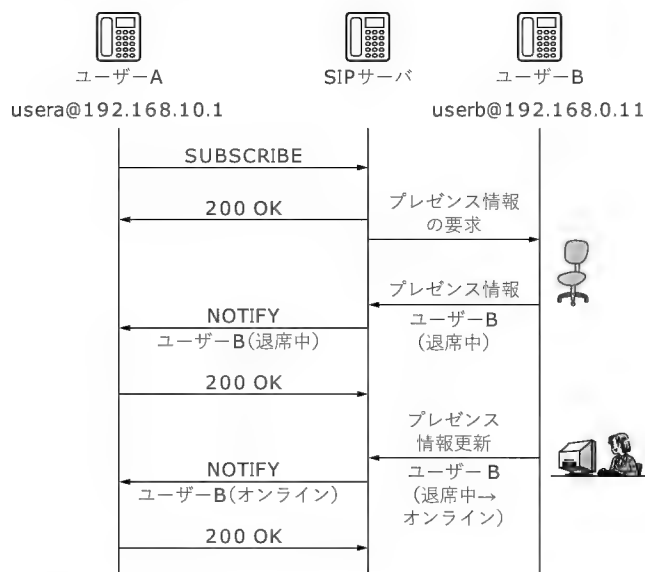 ユーザーA
SIPサーバ
ユーザーB
usera@192.168.10.1
userb@192.168.0.11
SUBSCRIBE
200 OK
プレゼンス情報
の要求
プレゼンス情報
NOTIFY
ユーザーB(退席中)
ユーザーB
(退席中)
200 OK
プレゼンス
情報更新
NOTIFY
ユーザーB(オンライン)
ユーザーB
(退席中→
オンライン)
200 OK